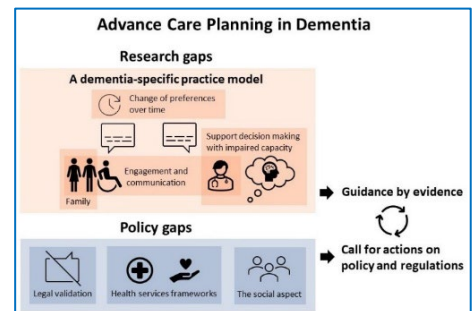 Advance Care Planning in Dementia
Research gaps
A dementia-specific practice model
Change of preferences
over time
Support decision making
with impaired capacity
Engagement and
communication
Family
Guidance by evidence
Policy gaps
Call for actions on
policy and regulations
Legal validation
Health services frameworks
The social aspect